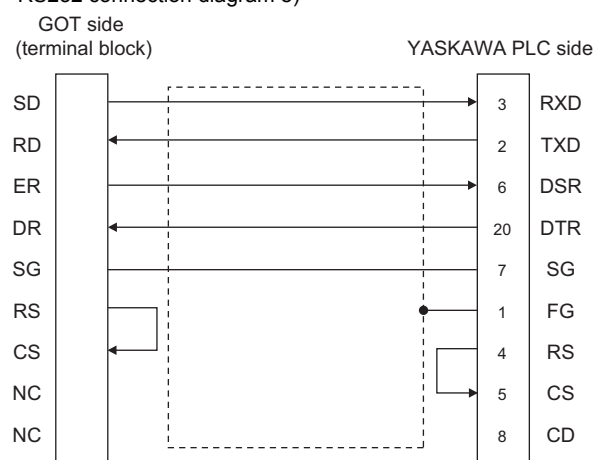 RS232 connection diagram 3)
GOT side
(terminal block)
YASKAWA PLC side
SD 3 RXD
RD 2 TXD
ER 6 DSR
DR 20 DTR
SG 7 SG
RS 1 FG
CS 4 RS
NC 5 CS
NC 8 CD